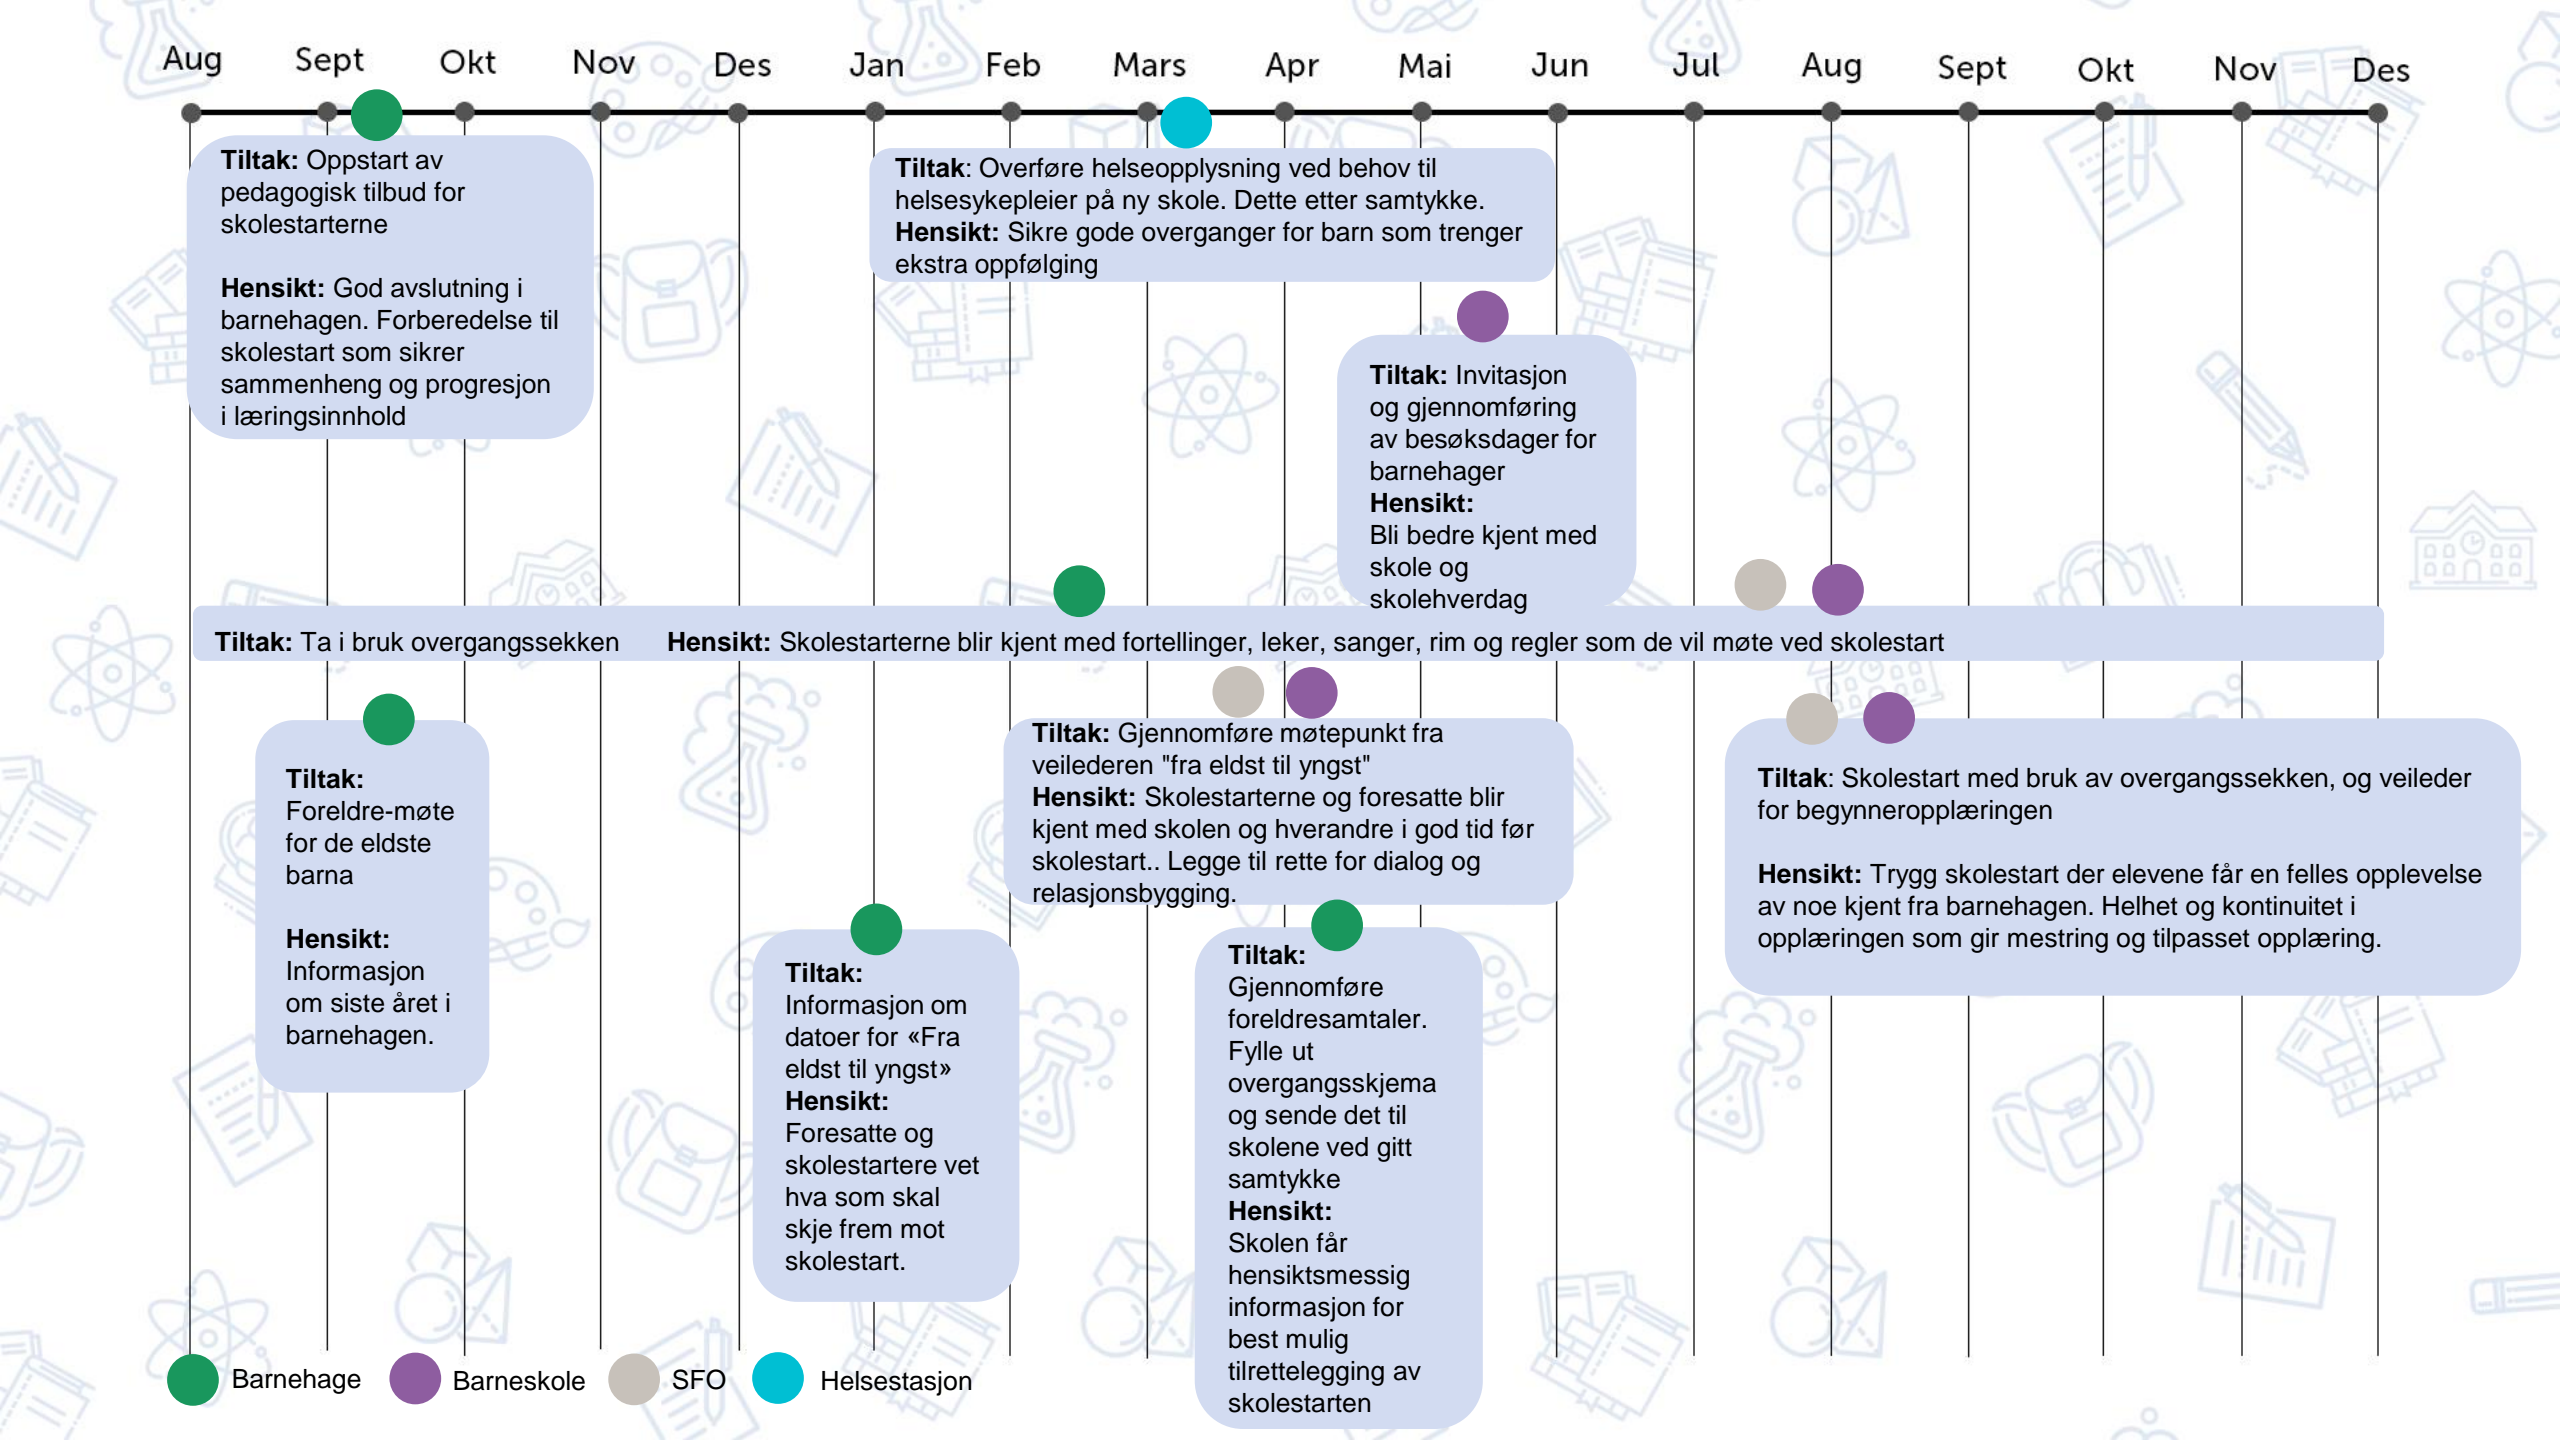 Aug Sept Okt Nov Des Jan Feb Mars Apr Mai Jun Jul Aug Sept Okt Nov Des
Tiltak: Oppstart av
pedagogisk tilbud for
skolestarterne
Hensikt: God avslutning i
barnehagen. Forberedelse til
skolestart som sikrer
sammenheng og progresjon
i læringsinnhold
Tiltak: Overføre helseopplysning ved behov til
helsesykepleier på ny skole. Dette etter samtykke.
Hensikt: Sikre gode overganger for barn som trenger
ekstra oppfølging
Tiltak: Invitasjon
og gjennomføring
av besøksdager for
barnehager
Hensikt:
Bli bedre kjent med
skole og
skolehverdag
Tiltak: Ta i bruk overgangssekken Hensikt: Skolestarterne blir kjent med fortellinger, leker, sanger, rim og regler som de vil møte ved skolestart
Tiltak:
Foreldre-møte
for de eldste
barna
Hensikt:
Informasjon
om siste året i
barnehagen.
Tiltak:
Informasjon om
datoer for «Fra
eldst til yngst»
Hensikt:
Foresatte og
skolestartere vet
hva som skal
skje frem mot
skolestart.
Tiltak: Gjennomføre møtepunkt fra
veilederen "fra eldst til yngst"
Hensikt: Skolestarterne og foresatte blir
kjent med skolen og hverandre i god tid før
skolestart.. Legge til rette for dialog og
relasjonsbygging.
Tiltak:
Gjennomføre
foreldresamtaler.
Fylle ut
overgangsskjema
og sende det til
skolene ved gitt
samtykke
Hensikt:
Skolen får
hensiktsmessig
informasjon for
best mulig
tilrettelegging av
skolestarten
Tiltak: Skolestart med bruk av overgangssekken, og veileder
for begynneropplæringen
Hensikt: Trygg skolestart der elevene får en felles opplevelse
av noe kjent fra barnehagen. Helhet og kontinuitet i
opplæringen som gir mestring og tilpasset opplæring.
Barnehage Barneskole SFO Helsestasjon